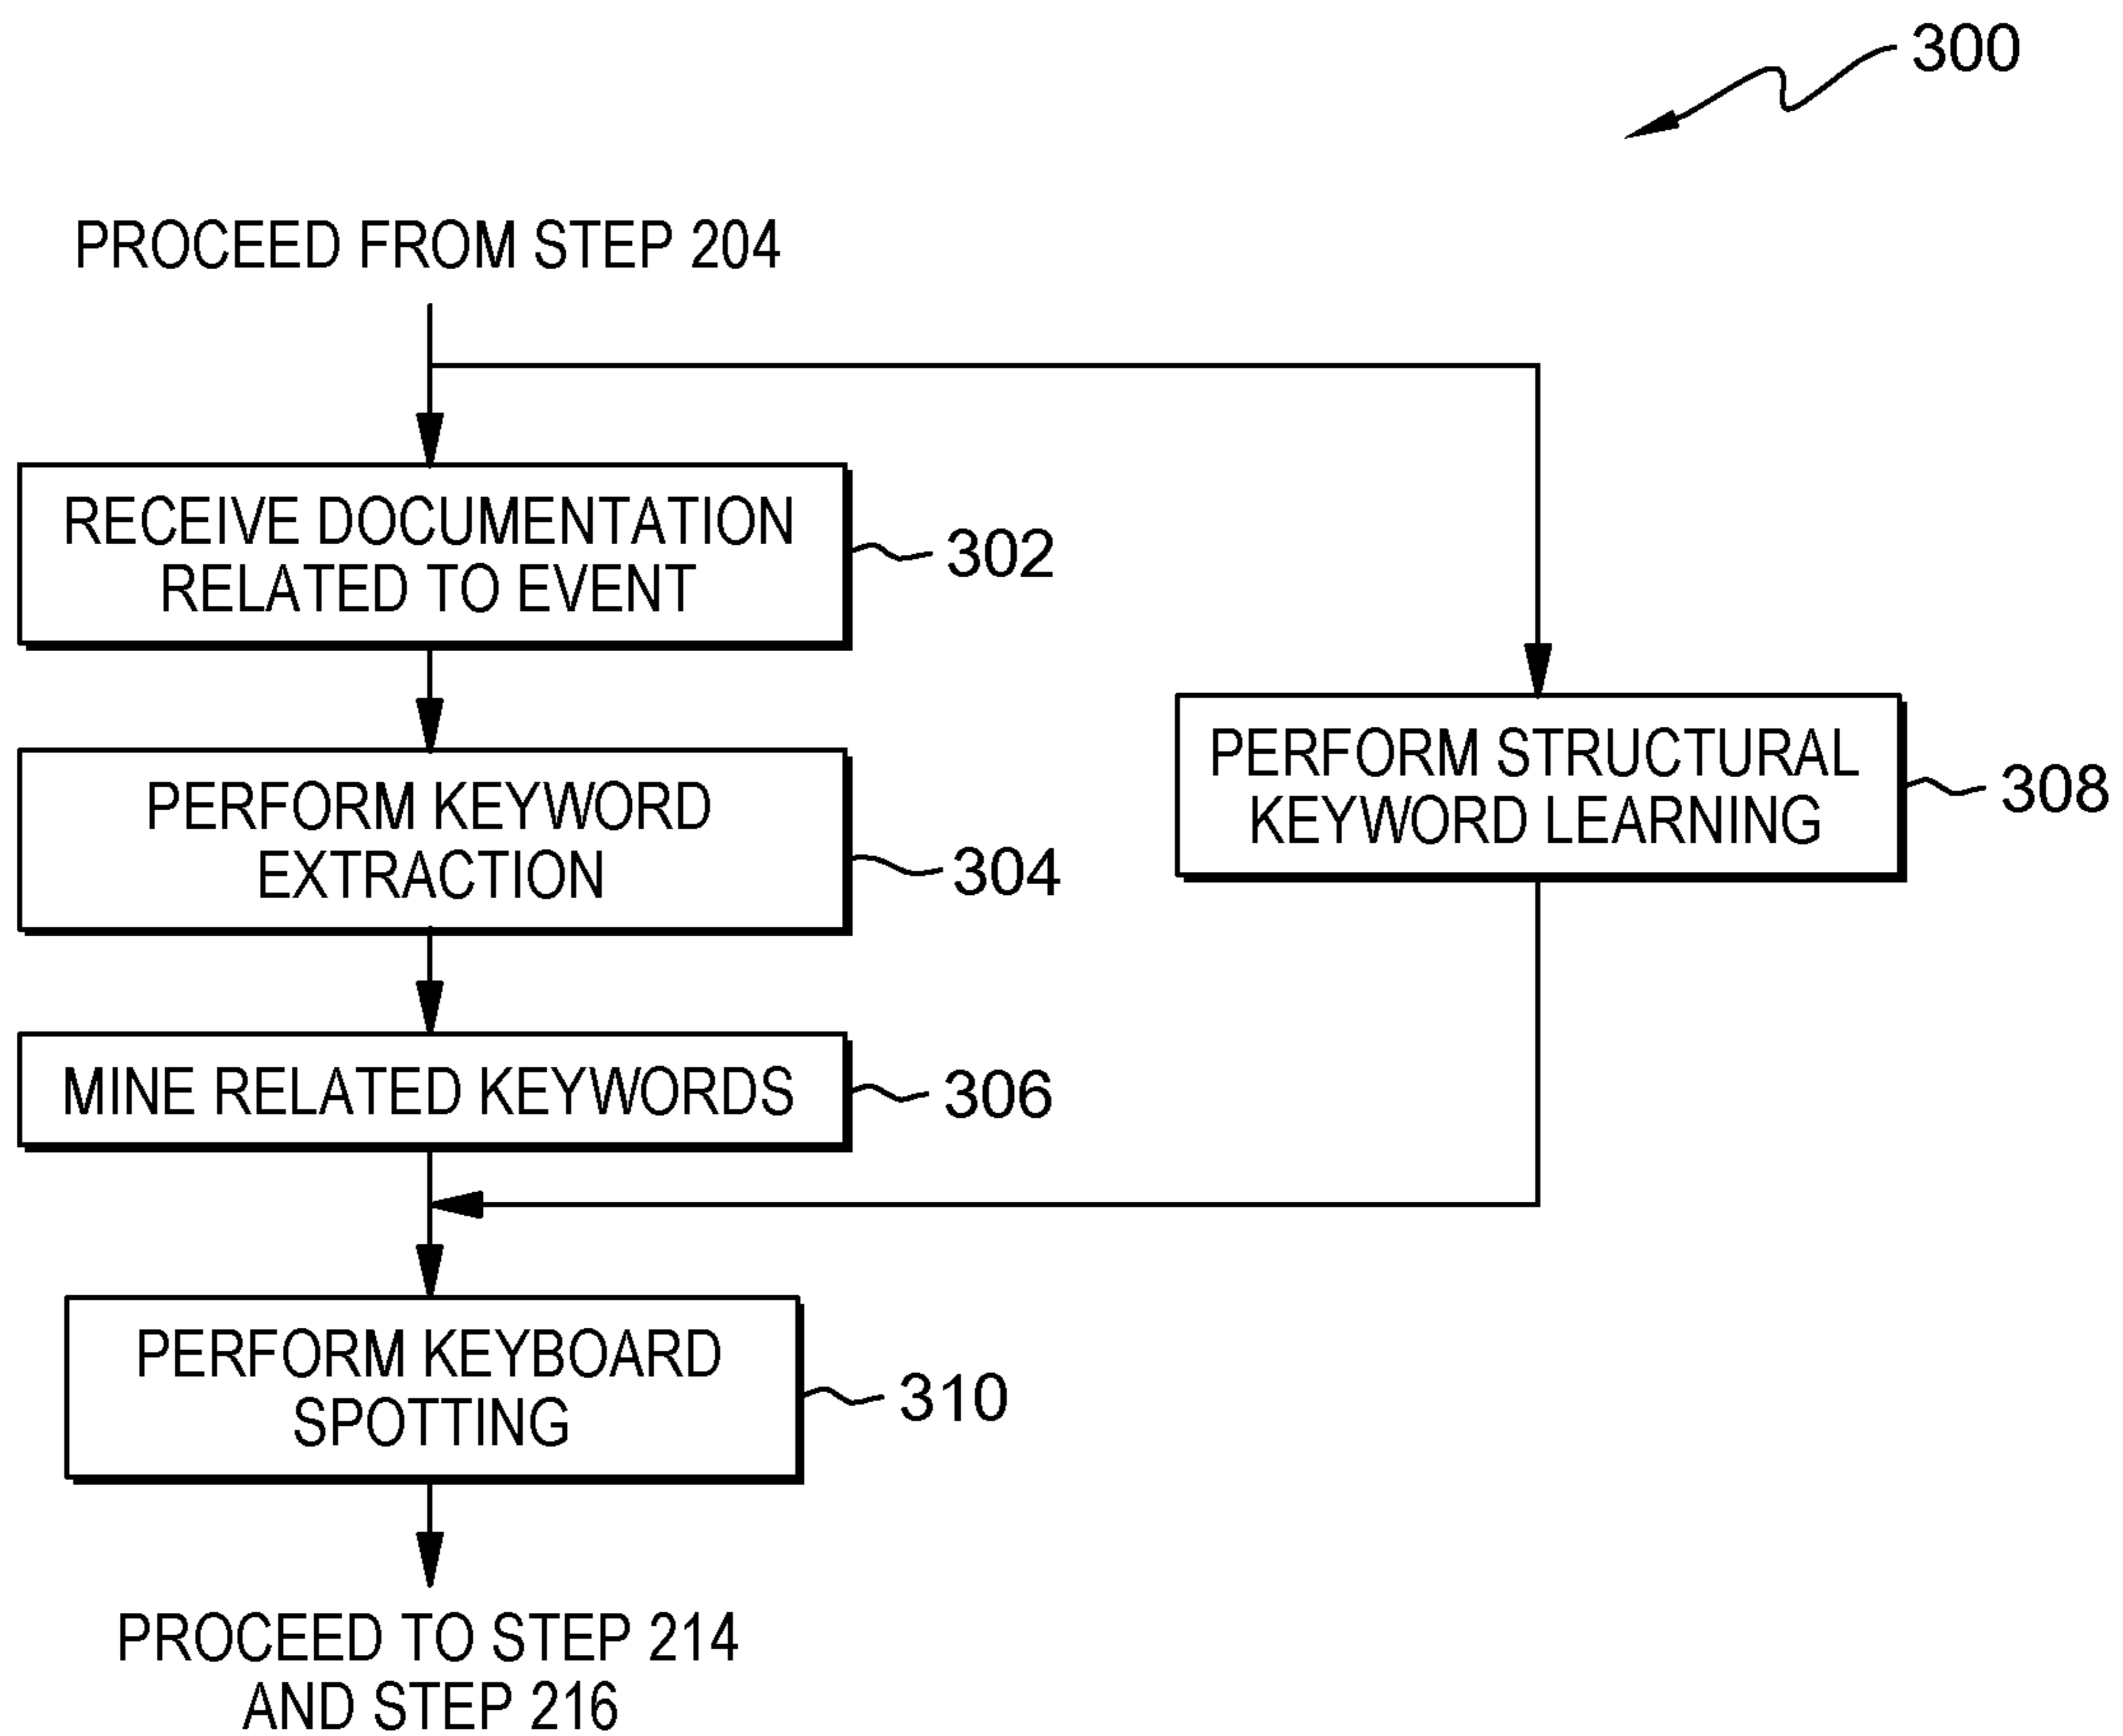 300
PROCEED FROM STEP 204
RECEIVE DOCUMENTATION
RELATED TO EVENT
302
PERFORM KEYWORD
EXTRACTION
304
PERFORM STRUCTURAL
KEYWORD LEARNING
308
MINE RELATED KEYWORDS
306
PERFORM KEYBOARD
SPOTTING
310
PROCEED TO STEP 214
AND STEP 216